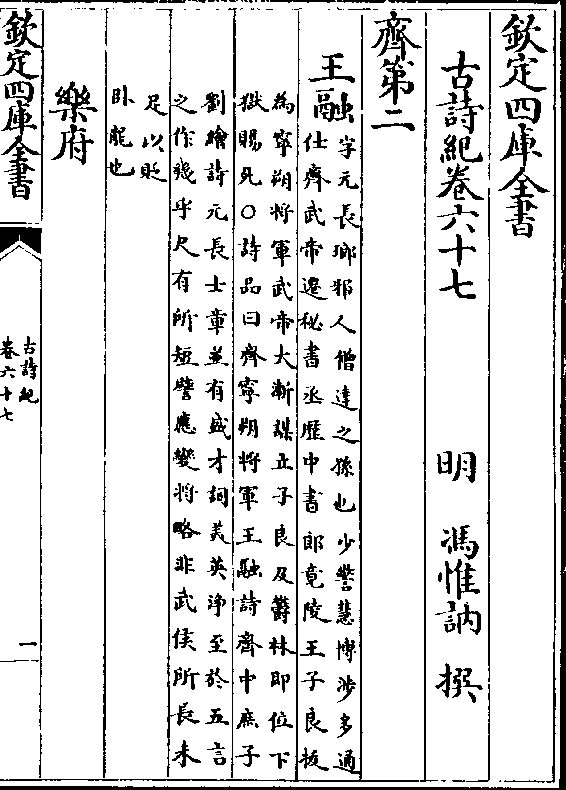 欽定四庫全書
古詩紀卷六十七
明 馮惟訥 撰
齊第二
王融
字元長瑯邪人僧達之孫也少警慧博涉多通
仕齊武帝遷秘書丞歷中書郎竟陵王子良拔
為寧朔將軍武帝大漸謀立子良及鬱林即位下
獄賜死○詩品曰齊寧朔將軍王融詩齊中庶子
劉繪詩元長士章並有盛才詞美英淨至於五言
之作幾乎尺有所短譬應變將略非武侯所長未
足以貶
卧龍也
樂府
欽定四庫全書
古詩紀
卷六十七
一